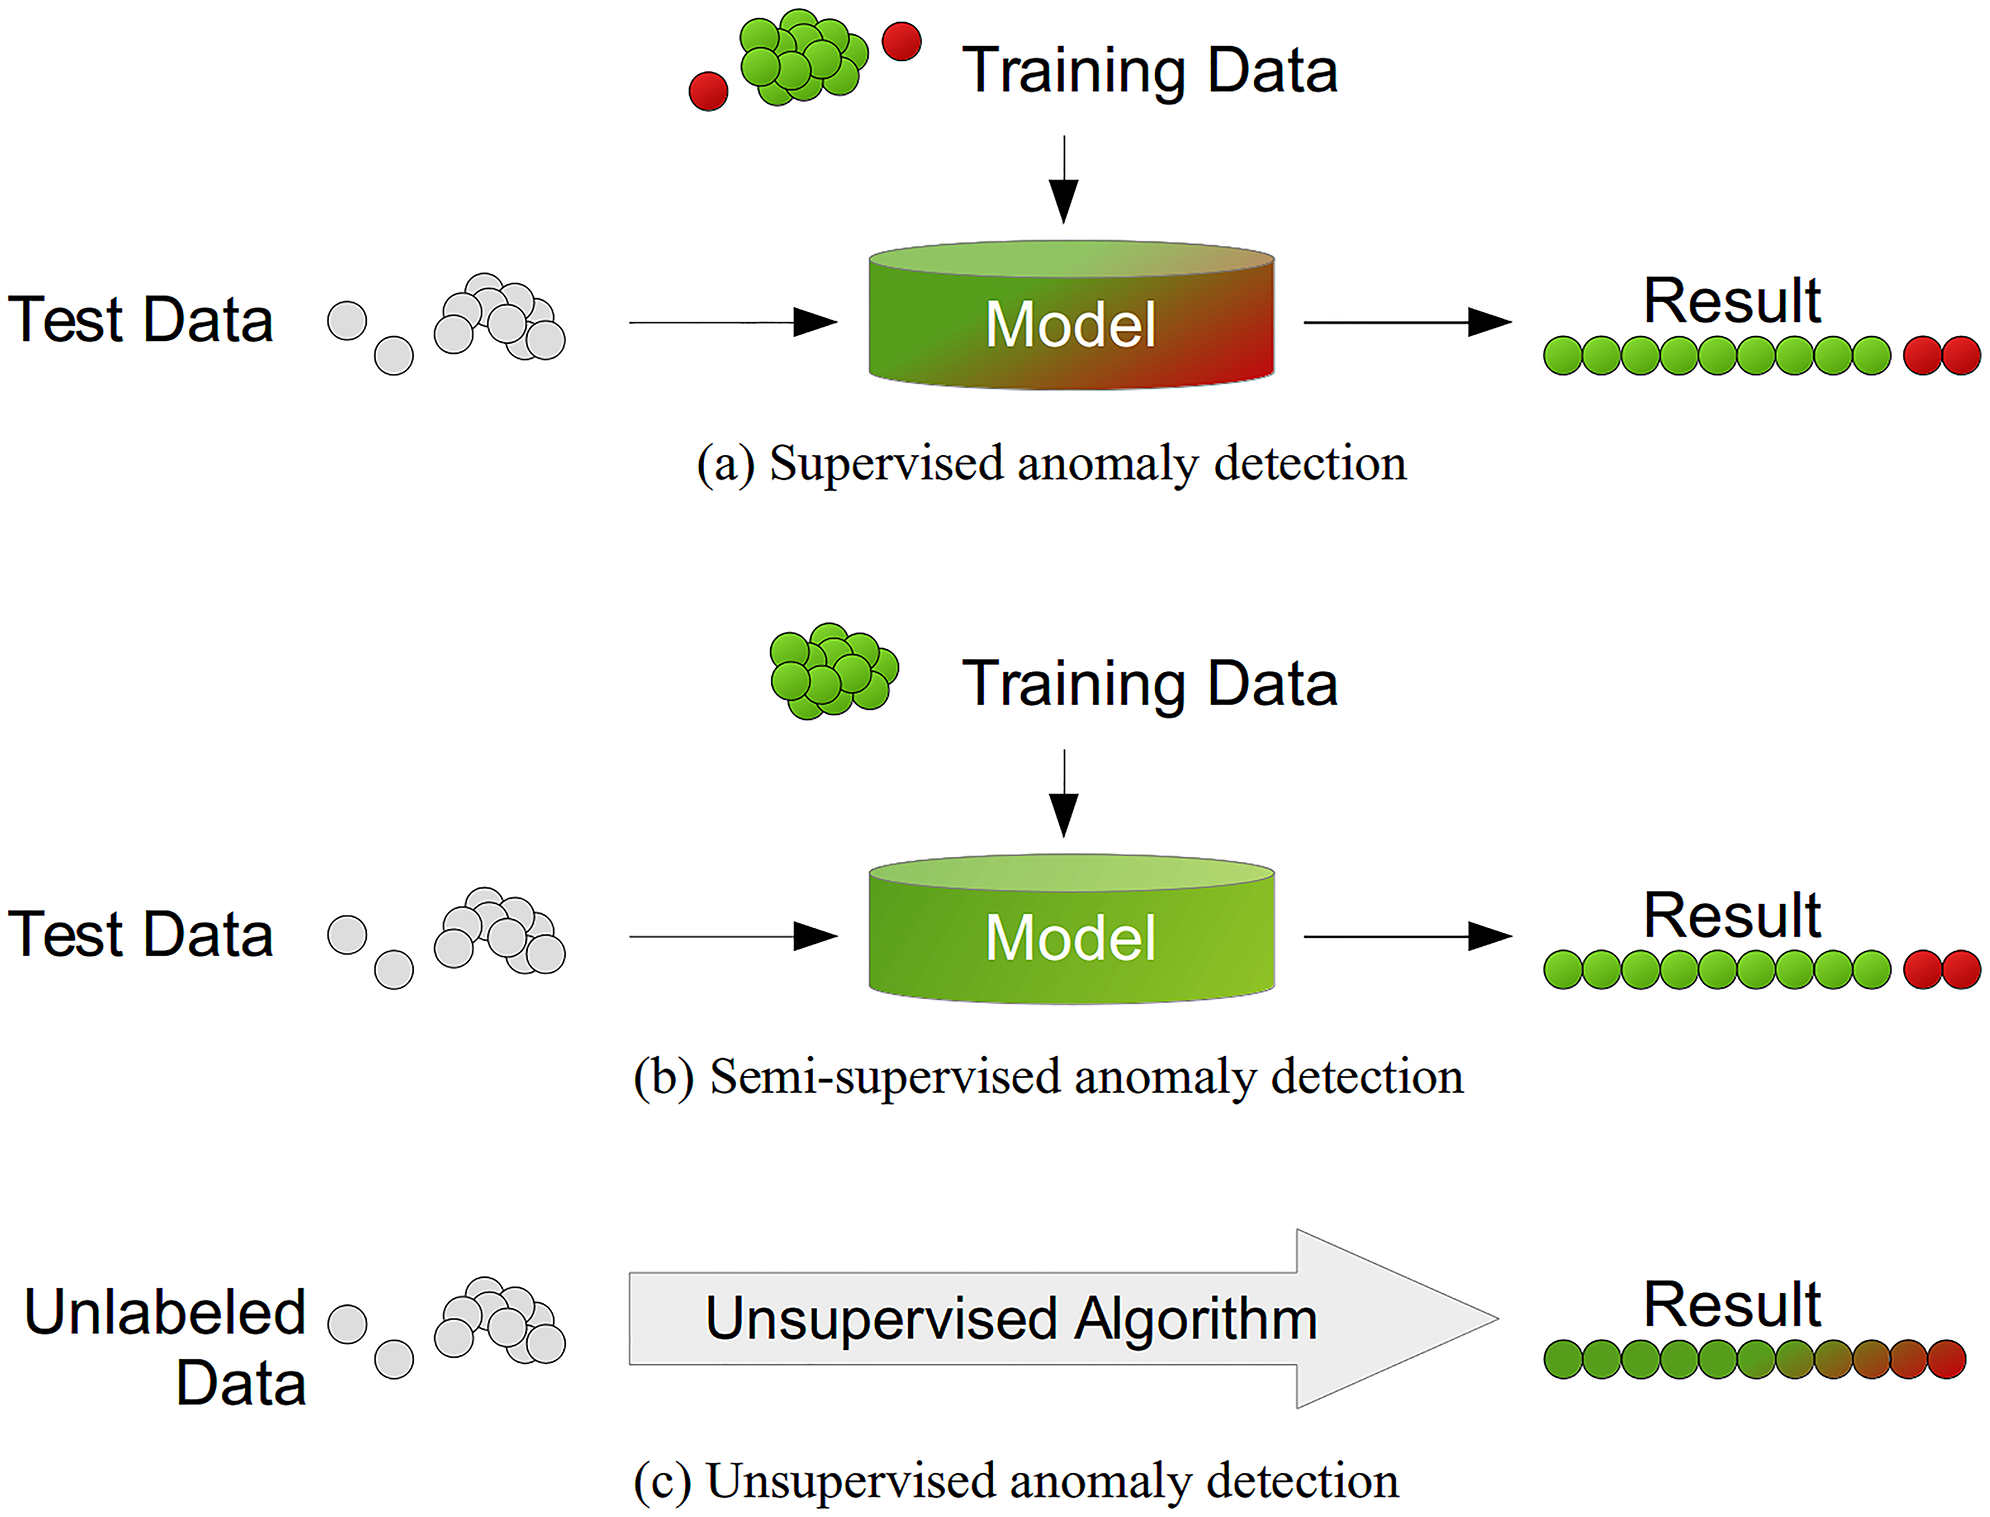 Training Data
Test Data
Model
Result
(a) Supervised anomaly detection
Training Data
Test Data
Model
Result
(b) Semi-supervised anomaly detection
Unlabeled
Data
Unsupervised Algorithm
Result
(c) Unsupervised anomaly detection